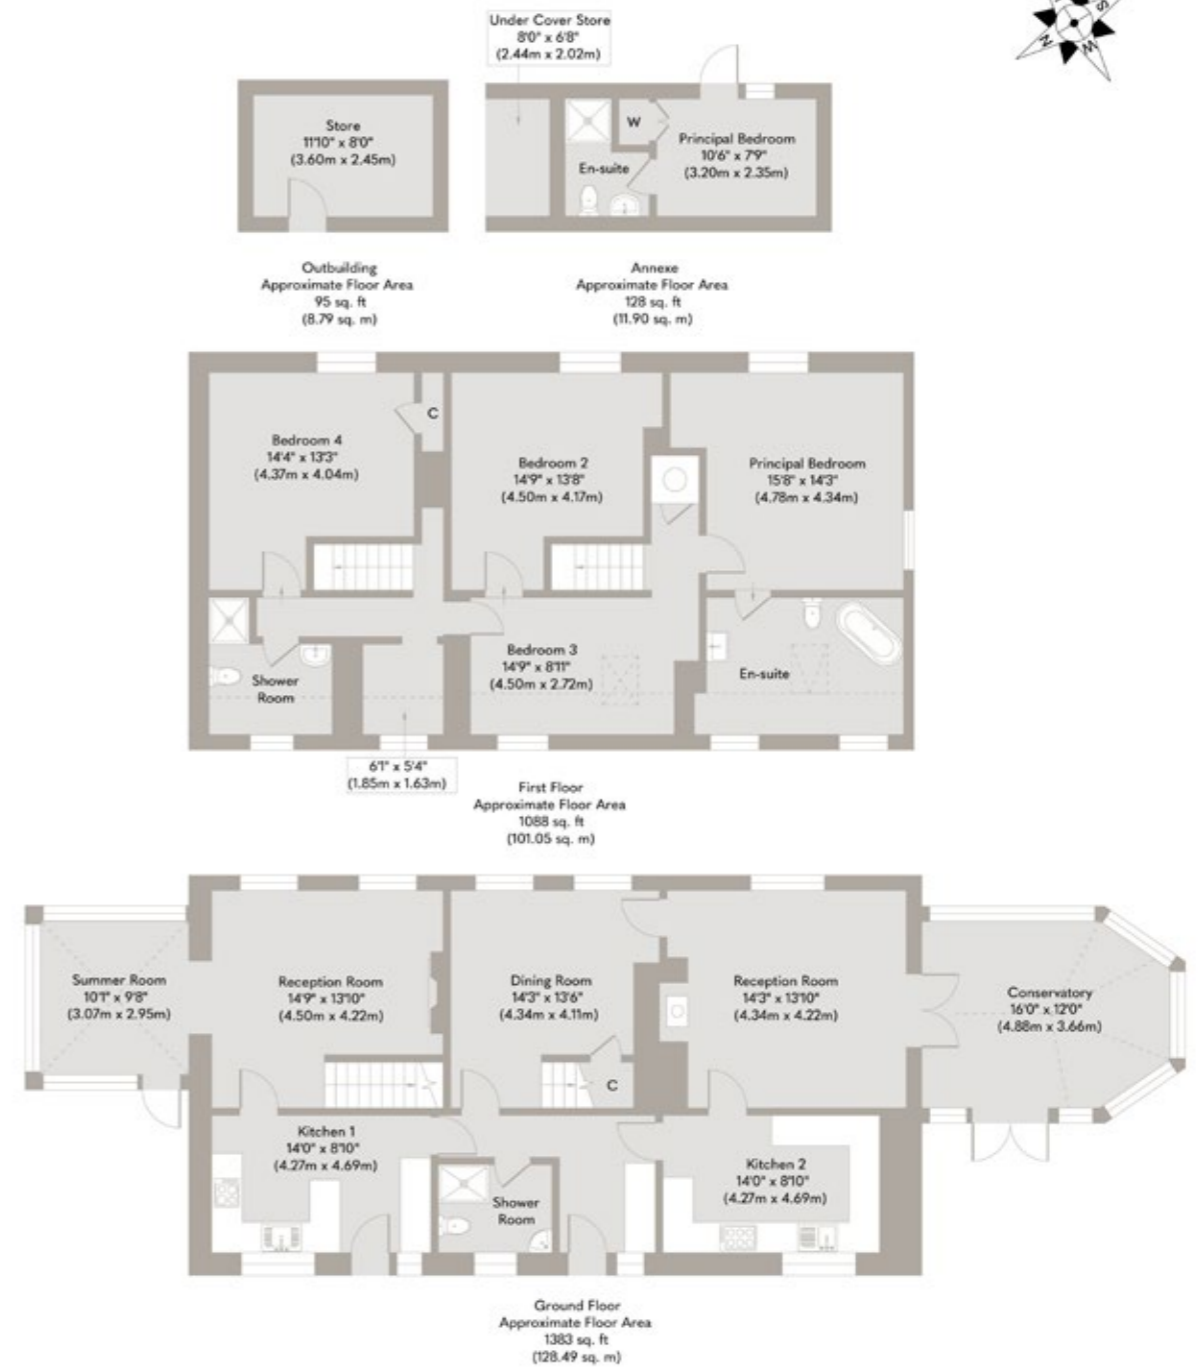 S
N
W
Under Cover Store
8'0" x 6'8"
(2.44m x 2.02m)
Store
11'10" x 8'0"
(3.60m x 2.45m)
W
Principal Bedroom
10'6" x 7'9"
(3.20m x 2.35m)
En-suite
Outbuilding
Approximate Floor Area
95 sq. ft
(8.79 sq. m)
Annexe
Approximate Floor Area
128 sq. ft
(11.90 sq. m)
Bedroom 4
14'4" x 13'3"
(4.37m x 4.04m)
C
Bedroom 2
14'9" x 13'8"
(4.50m x 4.17m)
Principal Bedroom
15'8" x 14'3"
(4.78m x 4.34m)
Shower
Room
Bedroom 3
14'9" x 8'11"
(4.50m x 2.72m)
En-suite
6'1" x 5'4"
(1.85m x 1.63m)
First Floor
Approximate Floor Area
1088 sq. ft
(101.05 sq. m)
Summer Room
10'1" x 9'8"
(3.07m x 2.95m)
Reception Room
14'9" x 13'10"
(4.50m x 4.22m)
Dining Room
14'3" x 13'6"
(4.34m x 4.11m)
C
Reception Room
14'3" x 13'10"
(4.34m x 4.22m)
Conservatory
16'0" x 12'0"
(4.88m x 3.66m)
Kitchen 1
14'0" x 8'10"
(4.27m x 4.69m)
Shower
Room
Kitchen 2
14'0" x 8'10"
(4.27m x 4.69m)
Ground Floor
Approximate Floor Area
1383 sq. ft
(128.49 sq. m)